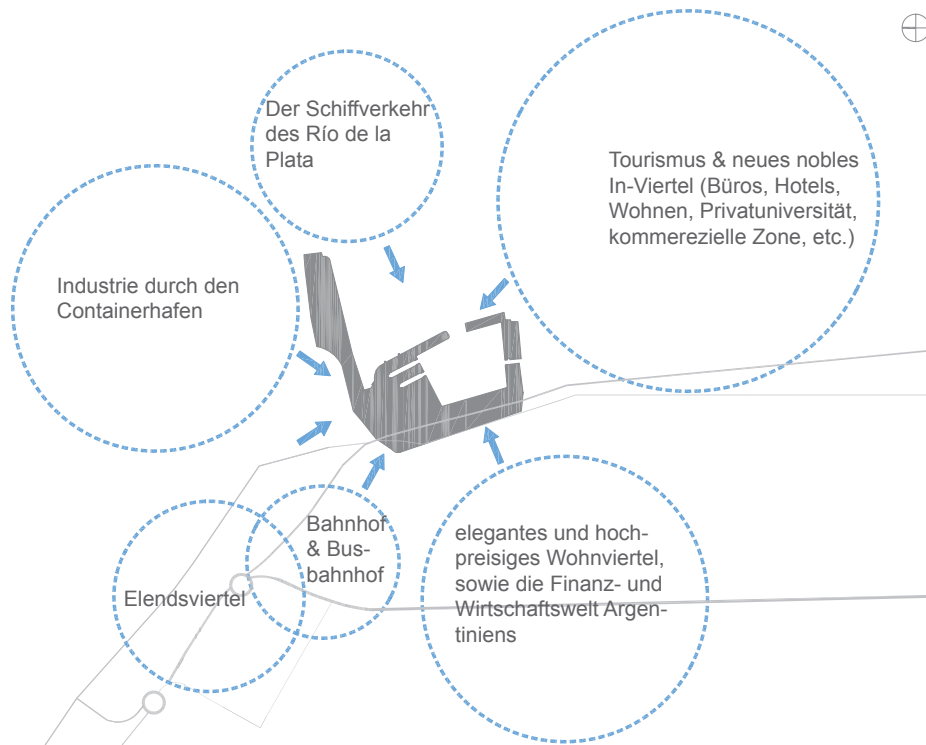 Der Schiffverkehr
des Río de la
Plata
Tourismus & neues nobles
In-Viertel (Büros, Hotels,
Wohnen, Privatuniversität,
kommerezielle Zone, etc.)
Industrie durch den
Containerhafen
Bahnhof
& Bus-
bahnhof
elegantes und hoch-
preisiges Wohnviertel,
sowie die Finanz- und
Wirtschaftswelt Argen-
tiniens
Elendsviertel